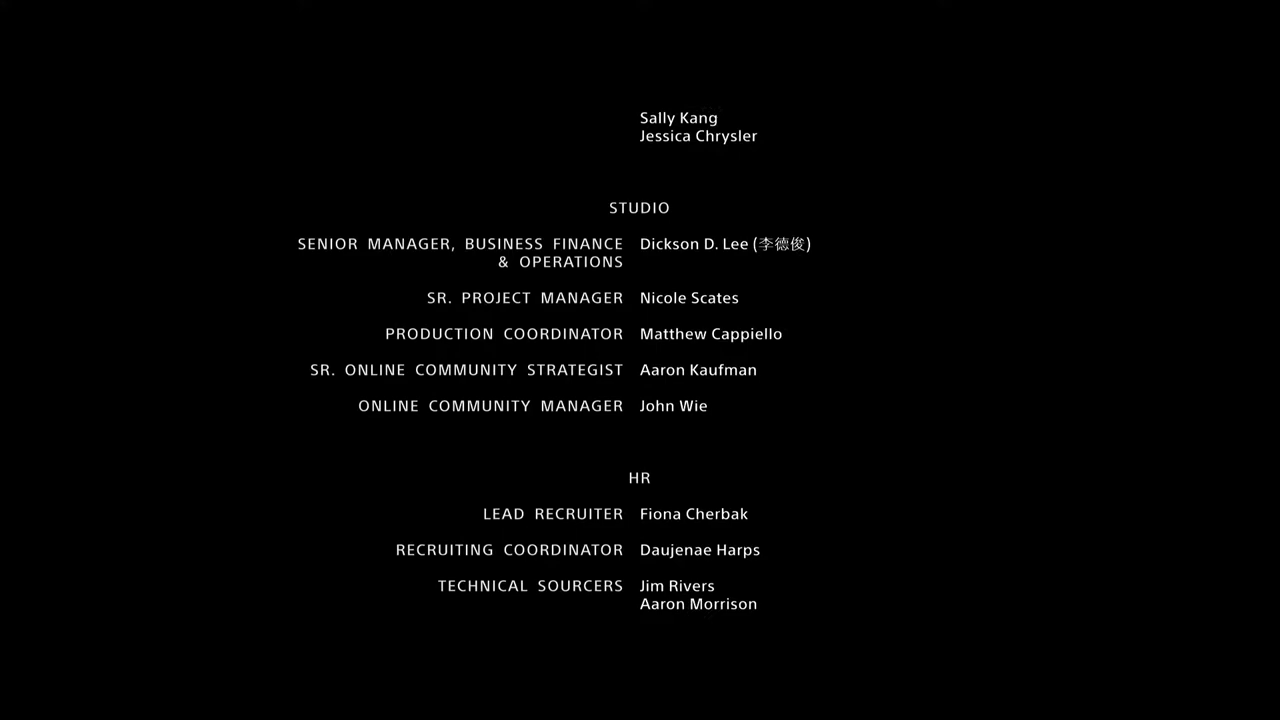 Sally Kang
Jessica Chrysler
STUDIO
SENIOR MANAGER, BUSINESS FINANCE Dickson D. Lee (李德俊)
& OPERATIONS
SR. PROJECT MANAGER Nicole Scates
PRODUCTION COORDINATOR Matthew Cappiello
SR. ONLINE COMMUNITY STRATEGIST Aaron Kaufman
ONLINE COMMUNITY MANAGER John Wie
HR
LEAD RECRUITER Fiona Cherbak
RECRUITING COORDINATOR Daujenae Harps
TECHNICAL SOURCERS Jim Rivers
Aaron Morrison